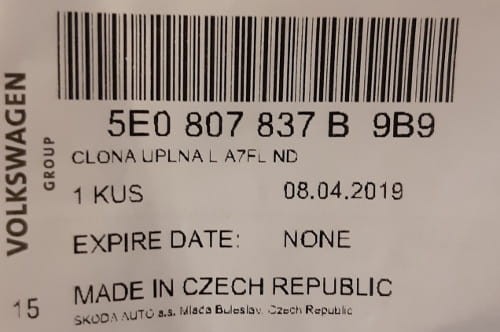 5E0 807 837 B 9B9
CLONA UPLNA L A7FL ND
1 KUS 08.04.2019
EXPIRE DATE: NONE
MADE IN CZECH REPUBLIC
SKODA AUTO a.s. Mlada Boleslav, Czech Republic
VOLKSWAGEN
GROUP
15